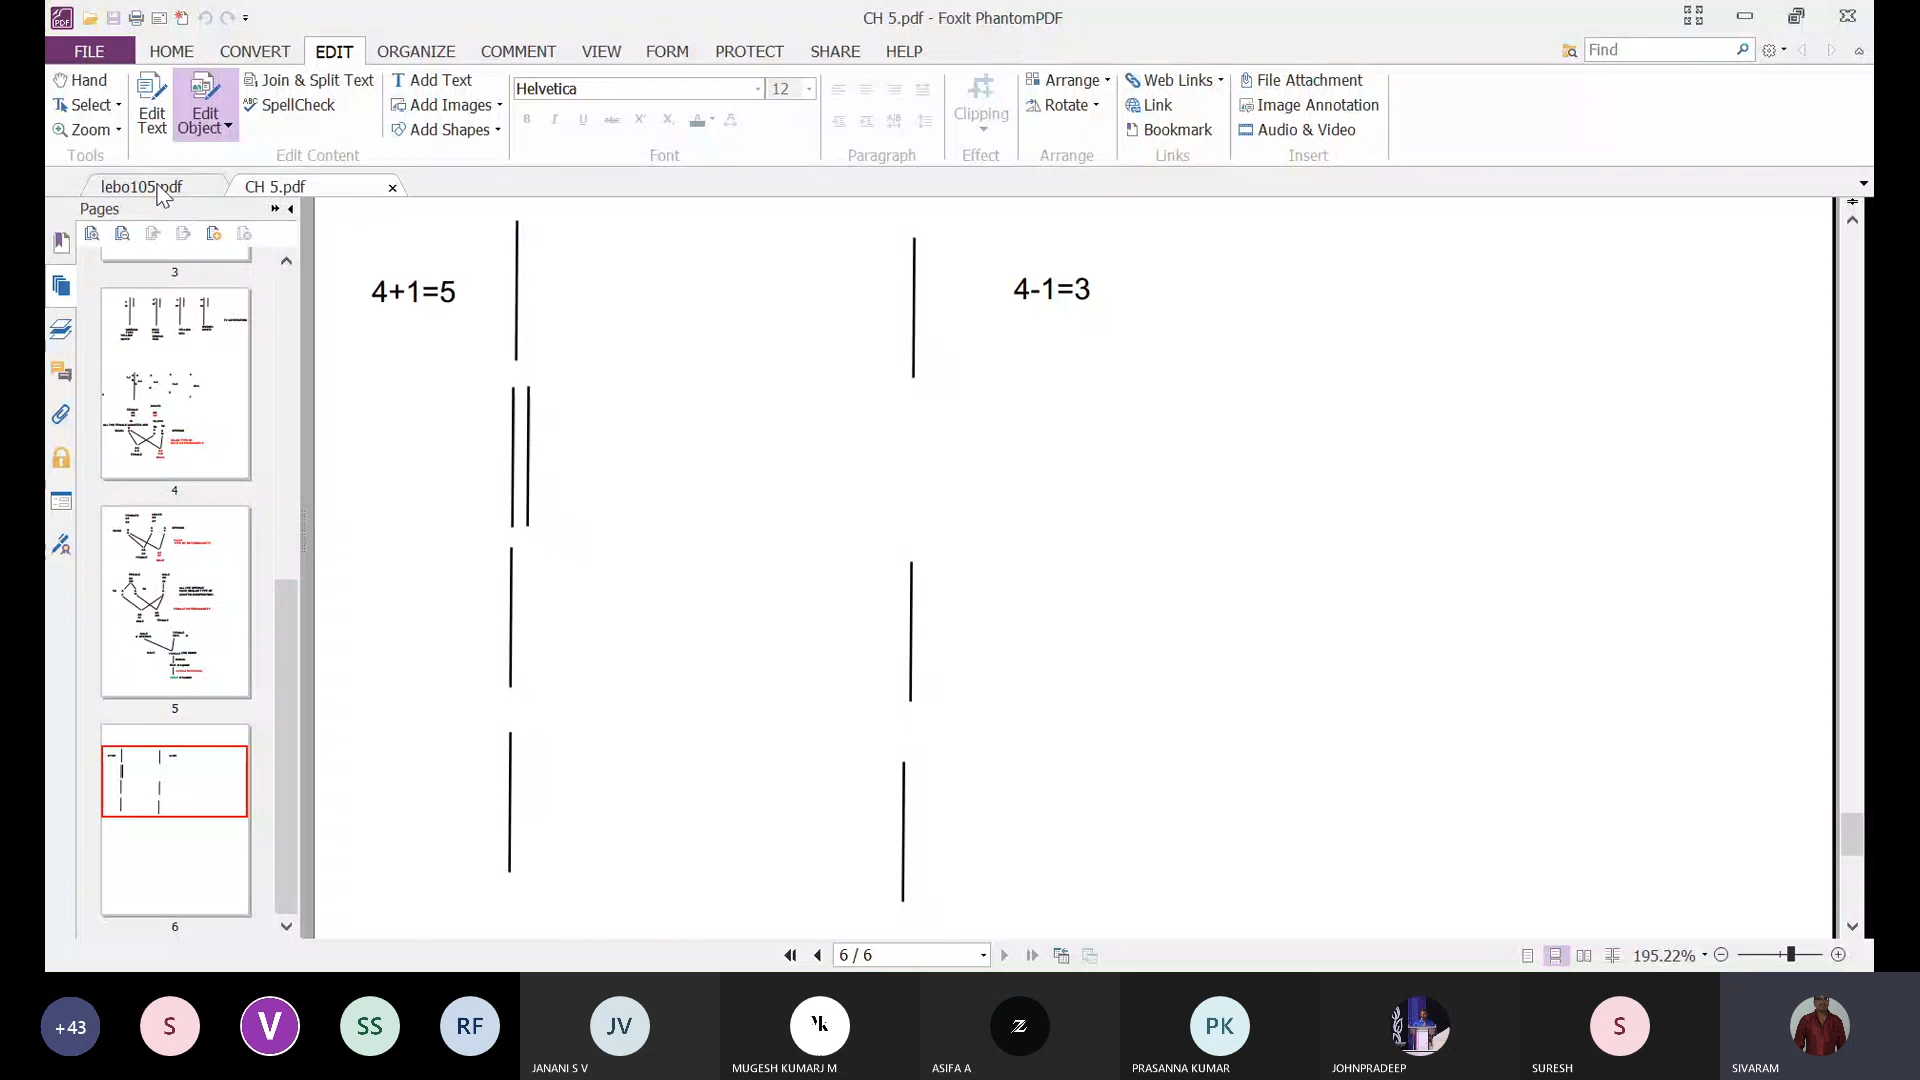 CH 5.pdf - Foxit PhantomPDF
FILE HOME CONVERT EDIT ORGANIZE COMMENT VIEW FORM PROTECT SHARE HELP Find
Hand Join & Split Text Add Text Helvetica 12 Arrange Web Links File Attachment
Select SpellCheck Add Images Rotate Link Image Annotation
Edit Text Edit Object Clipping
Zoom Add Shapes Bookmark Audio & Video
Tools Edit Content Font Paragraph Effect Arrange Links Insert
lebo105.pdf CH 5.pdf
Pages
3
4+1=5 4-1=3
4
5
6
6 / 6 195.22%
+43 S V SS RF JV PK S
JANANI S V MUGESH KUMARJ M ASIFA A PRASANNA KUMAR JOHNPRADEEP SURESH SIVARAM